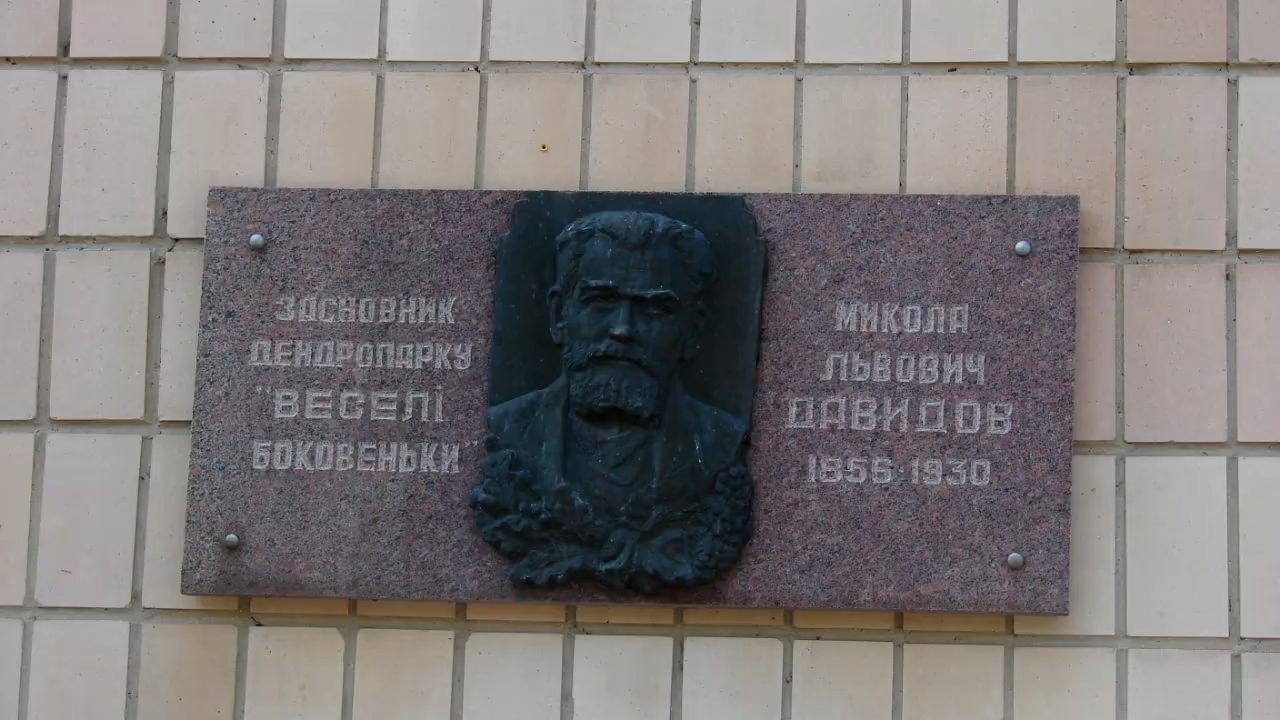 ЗАСНОВНИК
ДЕНДРОПАРКУ
"ВЕСЕЛІ
БОКОВЕНЬКИ"
МИКОЛА
ЛЬВОВИЧ
ДАВИДОВ
1856-1930